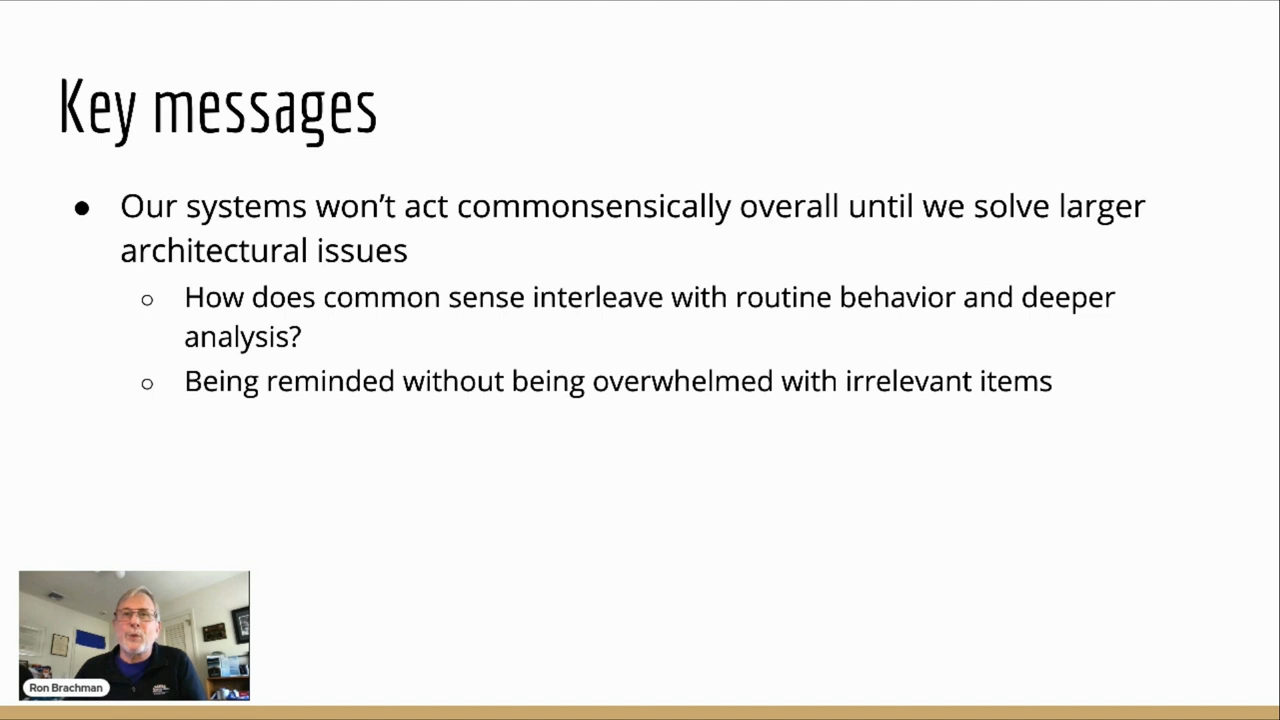 Key messages
● Our systems won’t act commonsensically overall until we solve larger
architectural issues
○ How does common sense interleave with routine behavior and deeper
analysis?
○ Being reminded without being overwhelmed with irrelevant items
Ron Brachman